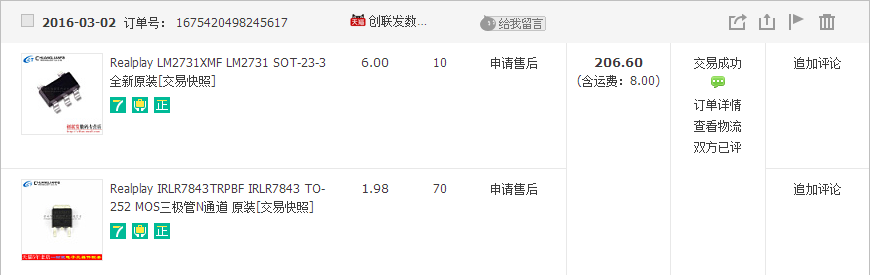 2016-03-02 订单号： 1675420498245617 天猫 创联发数... 给我留言
Realplay LM2731XMF LM2731 SOT-23-3 6.00 10 申请售后 206.60 交易成功 追加评论
全新原装[交易快照] (含运费：8.00)
7 正
订单详情
查看物流
双方已评
Realplay IRLR7843TRPBF IRLR7843 TO- 1.98 70 申请售后 追加评论
252 MOS三极管N通道 原装[交易快照]
7 正